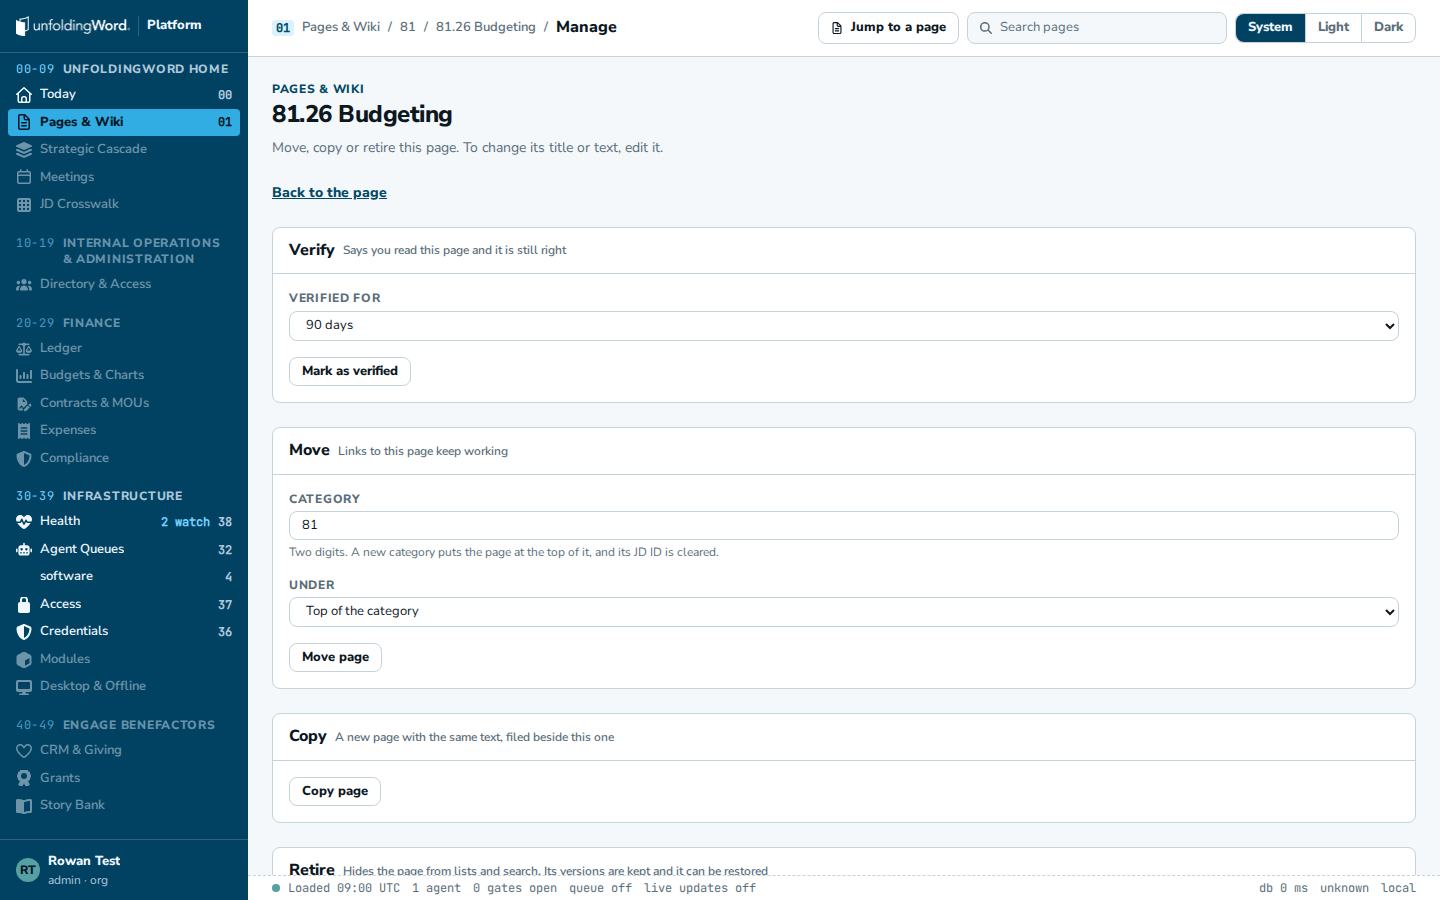 unfoldingWord Platform
00-09 UNFOLDINGWORD HOME
Today 00
Pages & Wiki 01
Strategic Cascade
Meetings
JD Crosswalk
10-19 INTERNAL OPERATIONS
& ADMINISTRATION
Directory & Access
20-29 FINANCE
Ledger
Budgets & Charts
Contracts & MOUs
Expenses
Compliance
30-39 INFRASTRUCTURE
Health 2 watch 38
Agent Queues 32
software 4
Access 37
Credentials 36
Modules
Desktop & Offline
40-49 ENGAGE BENEFACTORS
CRM & Giving
Grants
Story Bank
RT Rowan Test
admin · org
01 Pages & Wiki / 81 / 81.26 Budgeting / Manage
Jump to a page
Search pages
System Light Dark
PAGES & WIKI
81.26 Budgeting
Move, copy or retire this page. To change its title or text, edit it.
Back to the page
Verify Says you read this page and it is still right
VERIFIED FOR
90 days
Mark as verified
Move Links to this page keep working
CATEGORY
81
Two digits. A new category puts the page at the top of it, and its JD ID is cleared.
UNDER
Top of the category
Move page
Copy A new page with the same text, filed beside this one
Copy page
Retire Hides the page from lists and search. Its versions are kept and it can be restored
Loaded 09:00 UTC 1 agent 0 gates open queue off live updates off
db 0 ms unknown local